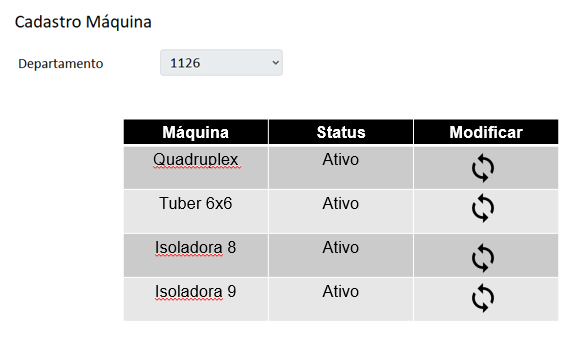 Cadastro Máquina
Departamento 1126
Máquina Status Modificar
Quadruplex Ativo
Tuber 6x6 Ativo
Isoladora 8 Ativo
Isoladora 9 Ativo